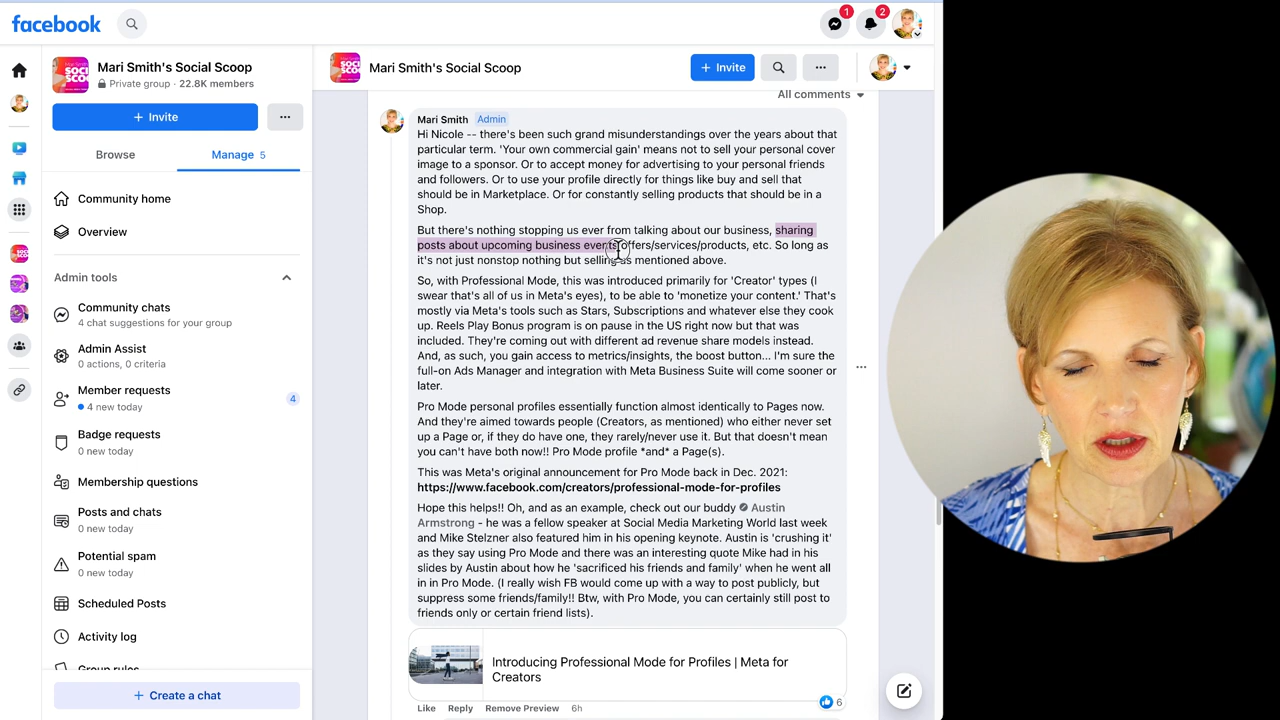 facebook
1
2
Mari Smith's Social Scoop
Private group · 22.8K members
+ Invite
Browse
Manage 5
Community home
Overview
Admin tools
Community chats
4 chat suggestions for your group
Admin Assist
0 actions, 0 criteria
Member requests
4 new today
4
Badge requests
0 new today
Membership questions
Posts and chats
0 new today
Potential spam
0 new today
Scheduled Posts
Activity log
Group rules
+ Create a chat
Mari Smith's Social Scoop
+ Invite
All comments
Mari Smith Admin
Hi Nicole -- there's been such grand misunderstandings over the years about that
particular term. 'Your own commercial gain' means not to sell your personal cover
image to a sponsor. Or to accept money for advertising to your personal friends
and followers. Or to use your profile directly for things like buy and sell that
should be in Marketplace. Or for constantly selling products that should be in a
Shop.
But there's nothing stopping us ever from talking about our business, sharing
posts about upcoming business events/offers/services/products, etc. So long as
it's not just nonstop nothing but selling as mentioned above.
So, with Professional Mode, this was introduced primarily for 'Creator' types (I
swear that's all of us in Meta's eyes), to be able to 'monetize your content.' That's
mostly via Meta's tools such as Stars, Subscriptions and whatever else they cook
up. Reels Play Bonus program is on pause in the US right now but that was
included. They're coming out with different ad revenue share models instead.
And, as such, you gain access to metrics/insights, the boost button... I'm sure the
full-on Ads Manager and integration with Meta Business Suite will come sooner or
later.
Pro Mode personal profiles essentially function almost identically to Pages now.
And they're aimed towards people (Creators, as mentioned) who either never set
up a Page or, if they do have one, they rarely/never use it. But that doesn't mean
you can't have both now!! Pro Mode profile *and* a Page(s).
This was Meta's original announcement for Pro Mode back in Dec. 2021:
https://www.facebook.com/creators/professional-mode-for-profiles
Hope this helps!! Oh, and as an example, check out our buddy Austin
Armstrong - he was a fellow speaker at Social Media Marketing World last week
and Mike Stelzner also featured him in his opening keynote. Austin is 'crushing it'
as they say using Pro Mode and there was an interesting quote Mike had in his
slides by Austin about how he 'sacrificed his friends and family' when he went all
in in Pro Mode. (I really wish FB would come up with a way to post publicly, but
suppress some friends/family!! Btw, with Pro Mode, you can certainly still post to
friends only or certain friend lists).
Introducing Professional Mode for Profiles | Meta for
Creators
Like Reply Remove Preview 6h
6